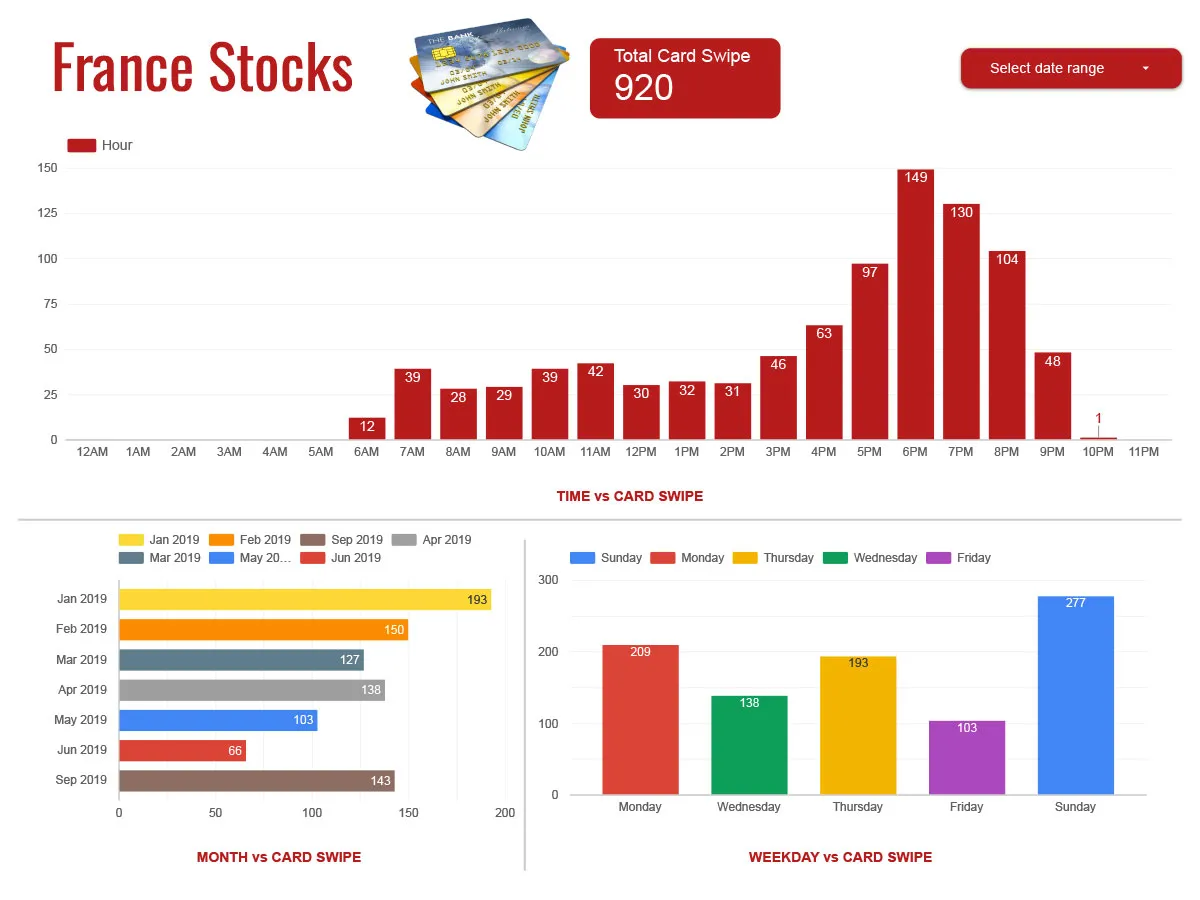 France Stocks
THE BANK
JOHN SMITH
Total Card Swipe
920
Select date range
Hour
150
125
100
75
50
25
0
12 39 28 29 39 42 30 32 31 46 63 97 149 130 104 48 1
12AM 1AM 2AM 3AM 4AM 5AM 6AM 7AM 8AM 9AM 10AM 11AM 12PM 1PM 2PM 3PM 4PM 5PM 6PM 7PM 8PM 9PM 10PM 11PM
TIME vs CARD SWIPE
Jan 2019 Feb 2019 Sep 2019 Apr 2019
Mar 2019 May 20... Jun 2019
Jan 2019 193
Feb 2019 150
Mar 2019 127
Apr 2019 138
May 2019 103
Jun 2019 66
Sep 2019 143
0 50 100 150 200
MONTH vs CARD SWIPE
Sunday Monday Thursday Wednesday Friday
300
200
100
0
209 138 193 103 277
Monday Wednesday Thursday Friday Sunday
WEEKDAY vs CARD SWIPE